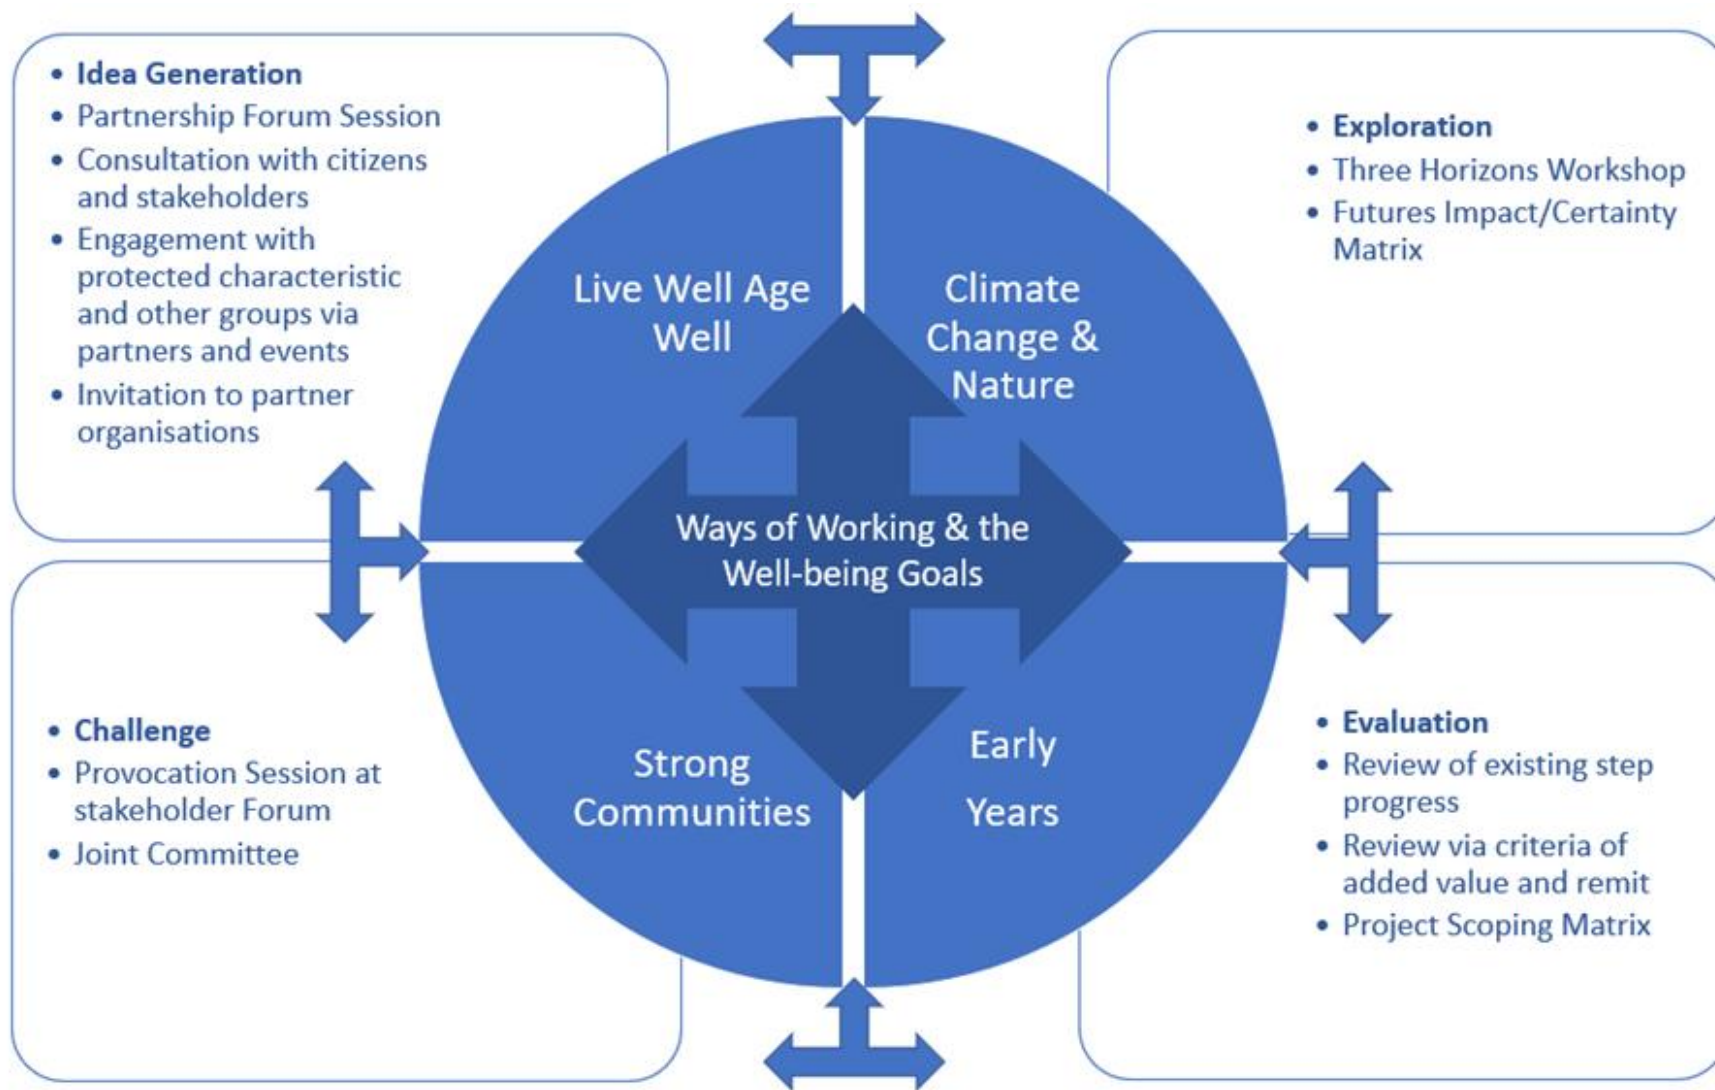 • Idea Generation
• Partnership Forum Session
• Consultation with citizens
and stakeholders
• Engagement with
protected characteristic
and other groups via
partners and events
• Invitation to partner
organisations
• Exploration
• Three Horizons Workshop
• Futures Impact/Certainty
Matrix
Live Well Age
Well
Climate
Change &
Nature
Ways of Working & the
Well-being Goals
Strong
Communities
Early
Years
• Challenge
• Provocation Session at
stakeholder Forum
• Joint Committee
• Evaluation
• Review of existing step
progress
• Review via criteria of
added value and remit
• Project Scoping Matrix